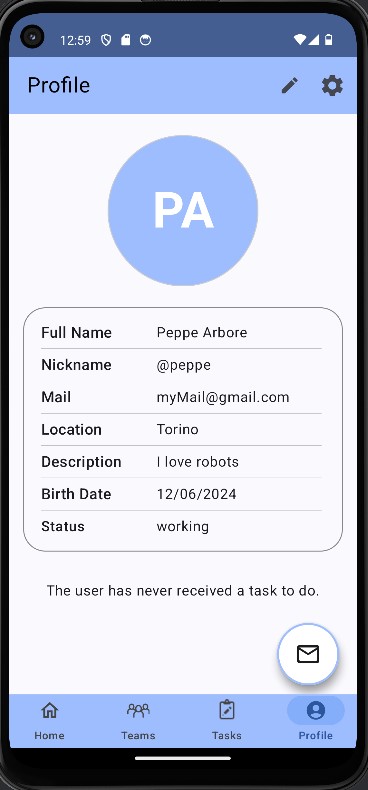 12:59
Profile
PA
Full Name Peppe Arbore
Nickname @peppe
Mail myMail@gmail.com
Location Torino
Description I love robots
Birth Date 12/06/2024
Status working
The user has never received a task to do.
Home Teams Tasks Profile